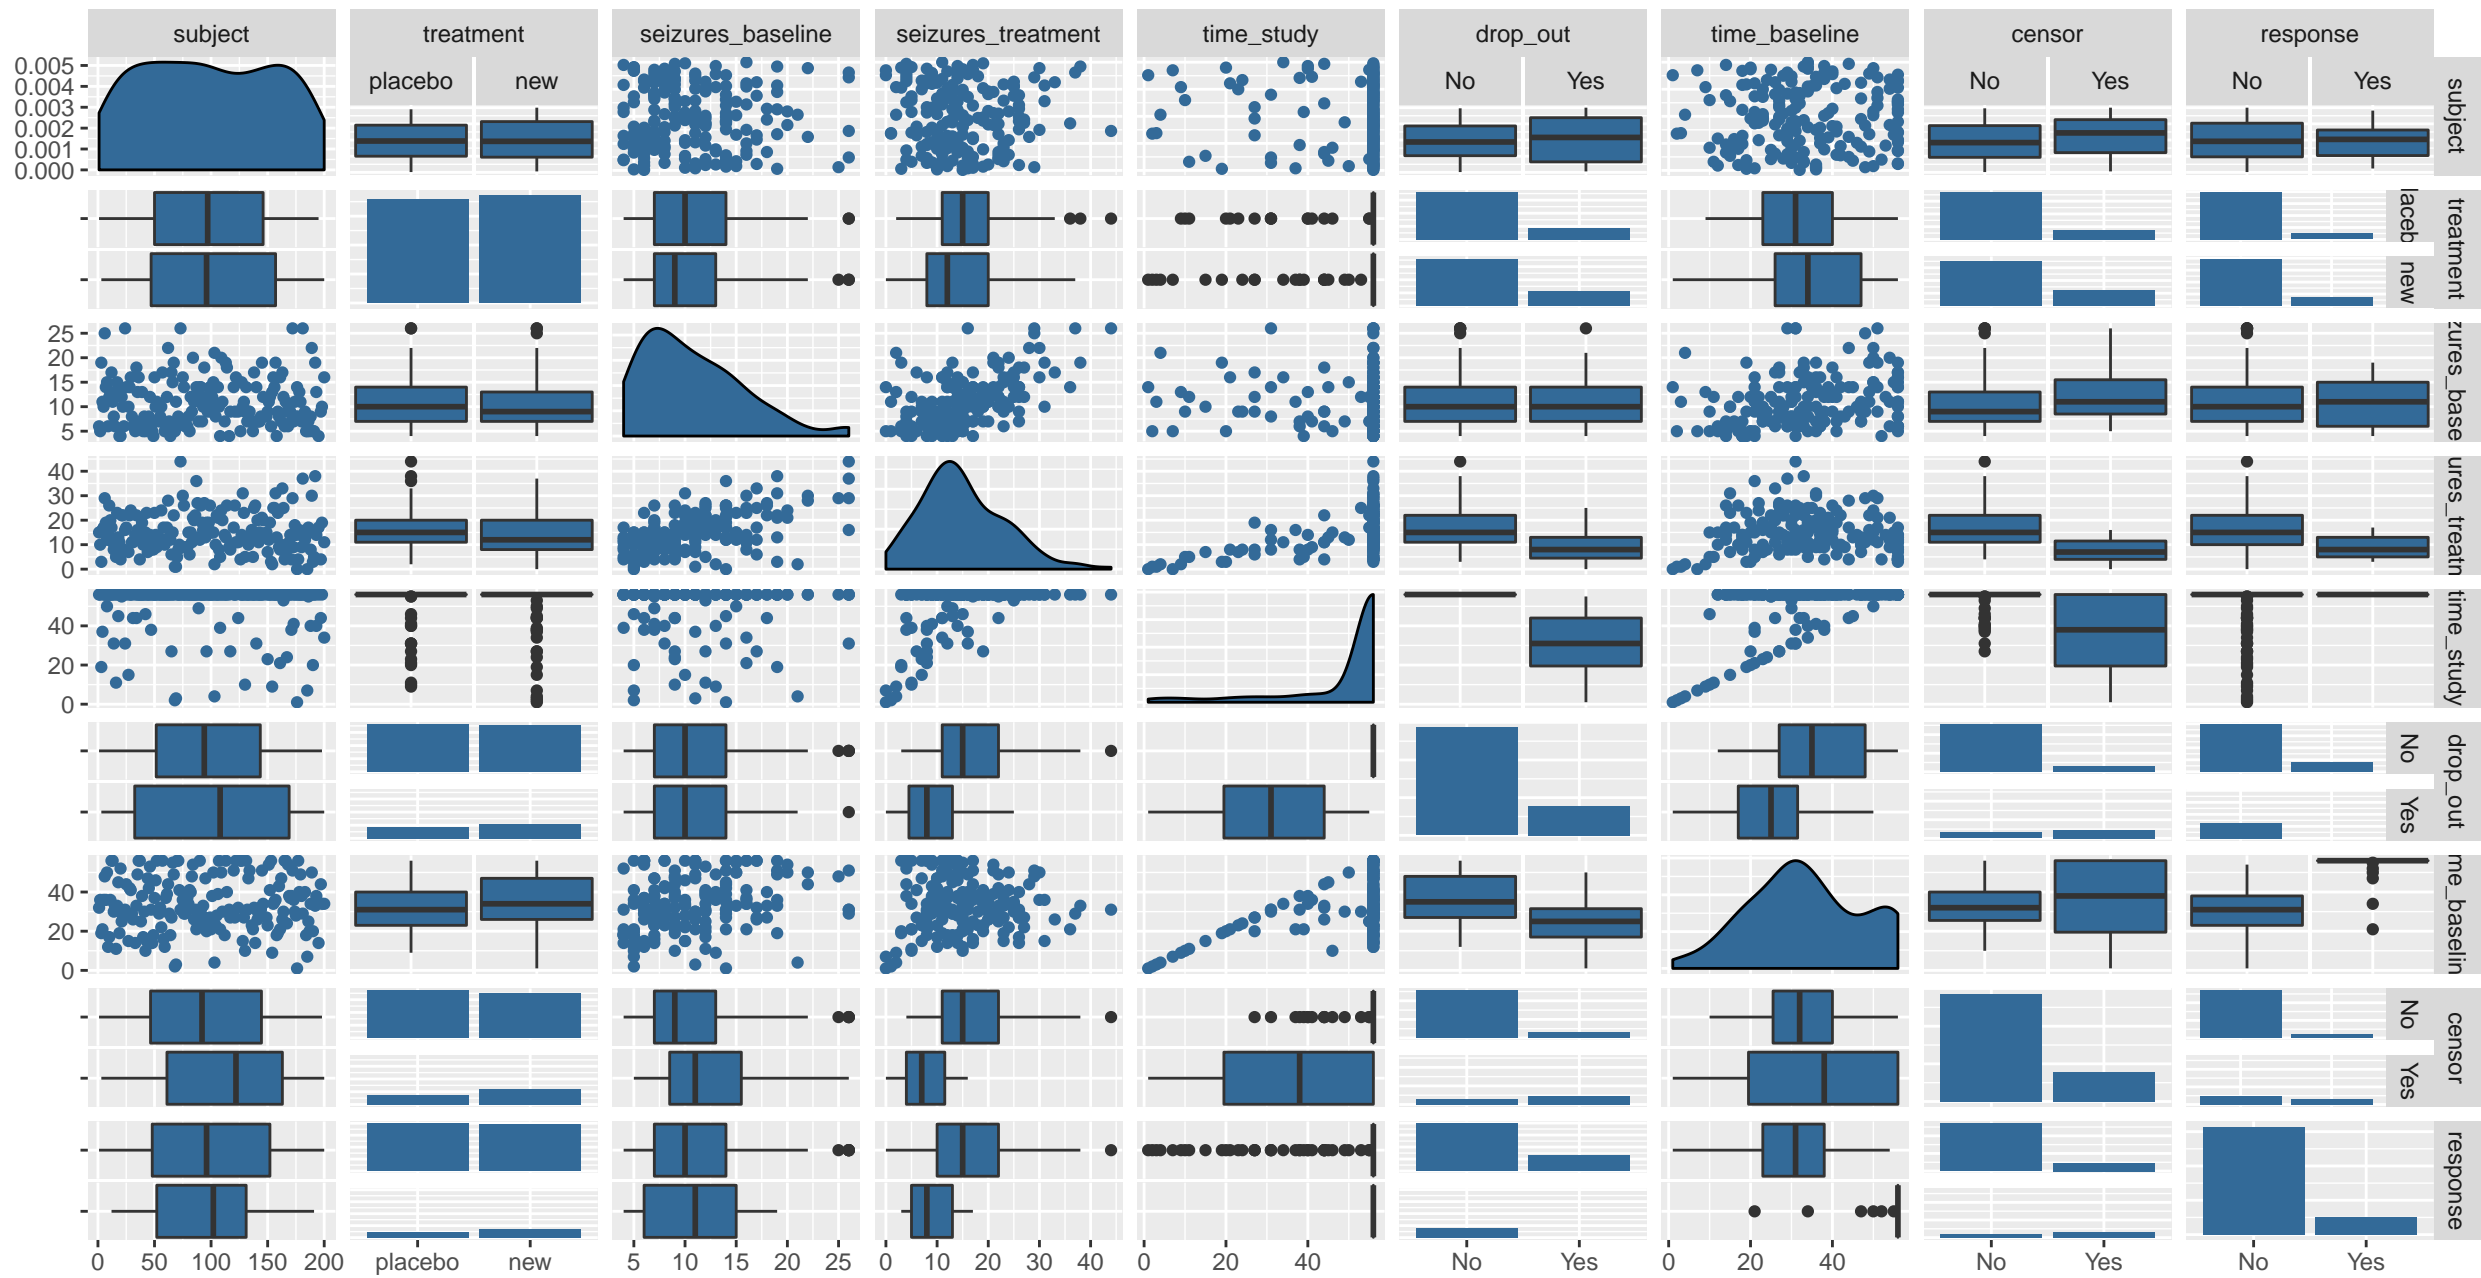 subject treatment seizures_baseline seizures_treatment time_study drop_out time_baseline censor response
placebo new No Yes No Yes No Yes
0.005
0.004
0.003
0.002
0.001
0.000
subject
laceb
new
treatment
25
20
15
10
5
zures_base
40
30
20
10
0
ures_treatn
40
20
0
time_study
No
Yes
drop_out
40
20
0
me_baselin
No
Yes
censor
response
0 50 100 150 200 placebo new 5 10 15 20 25 0 10 20 30 40 0 20 40 No Yes 0 20 40 No Yes No Yes